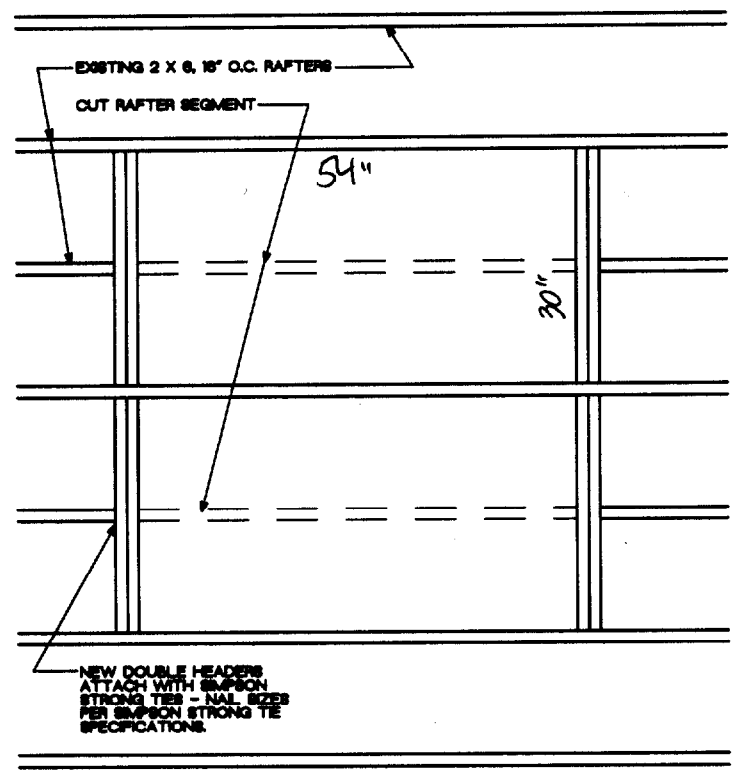 EXISTING 2 X 6, 16" O.C. RAFTERS
CUT RAFTER SEGMENT
54"
30"
NEW DOUBLE HEADERS
ATTACH WITH SIMPSON
STRONG TIES - NAIL SIZES
PER SIMPSON STRONG TIE
SPECIFICATIONS.